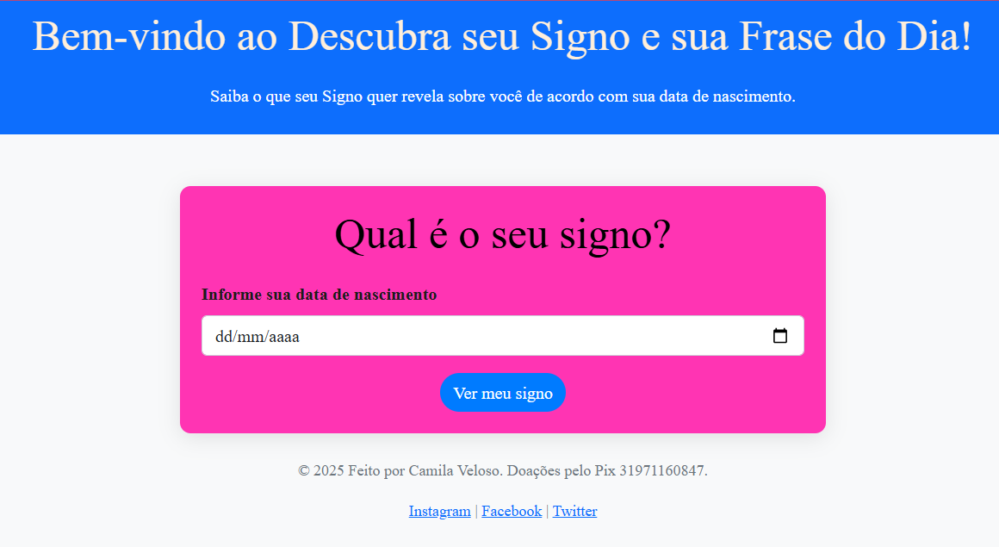 Bem-vindo ao Descubra seu Signo e sua Frase do Dia!
Saiba o que seu Signo quer revela sobre você de acordo com sua data de nascimento.
Qual é o seu signo?
Informe sua data de nascimento
dd/mm/aaaa
Ver meu signo
© 2025 Feito por Camila Veloso. Doações pelo Pix 31971160847.
Instagram | Facebook | Twitter